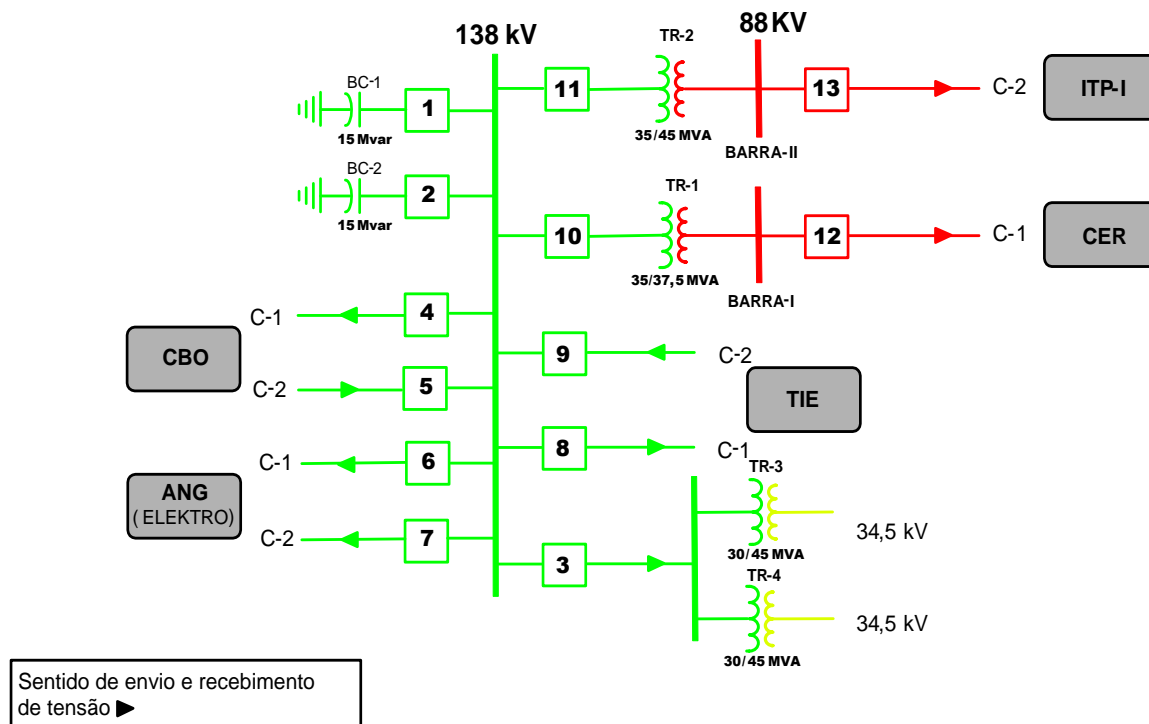 138 kV
88 KV
TR-2
BC-1
1
15 Mvar
11
35/45 MVA
BARRA-II
13
C-2
ITP-I
BC-2
2
15 Mvar
TR-1
10
35/37,5 MVA
BARRA-I
12
C-1
CER
C-1
4
CBO
C-2
5
9
C-2
TIE
8
C-1
C-1
6
ANG
( ELEKTRO)
C-2
7
3
TR-3
34,5 kV
30/45 MVA
TR-4
34,5 kV
30/45 MVA
Sentido de envio e recebimento
de tensão